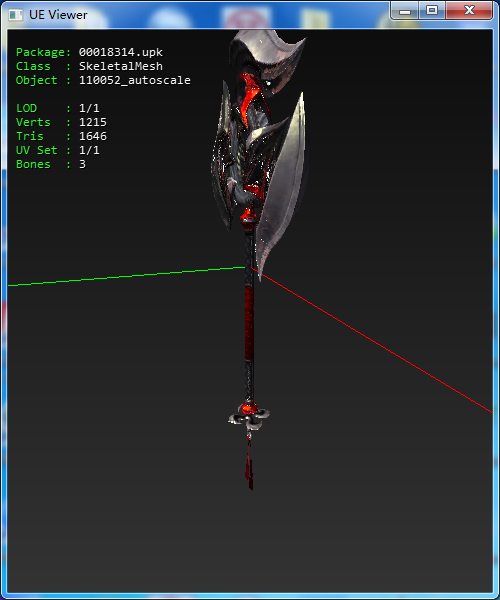 UE Viewer
Package: 00018314.upk
Class  : SkeletalMesh
Object : 110052_autoscale
LOD    : 1/1
Verts  : 1215
Tris   : 1646
UV Set : 1/1
Bones  : 3